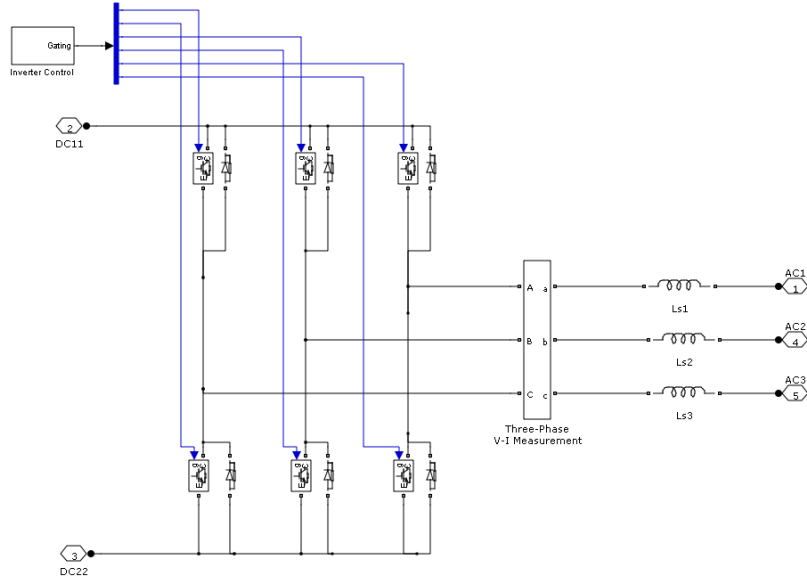 Gating
Inverter Control
2
DC11
g C
E
g C
E
g C
E
A a
B b
C c
Three-Phase
V-I Measurement
Ls1
Ls2
Ls3
AC1
1
AC2
4
AC3
5
g C
E
g C
E
g C
E
3
DC22